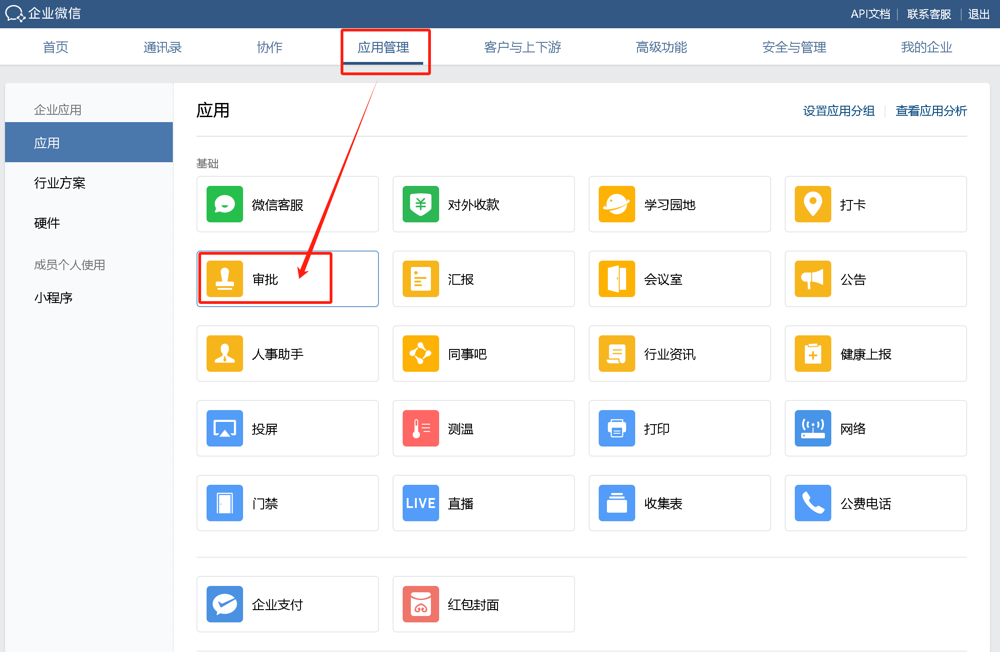 企业微信
API文档 联系客服 退出
首页 通讯录 协作 应用管理 客户与上下游 高级功能 安全与管理 我的企业
企业应用
应用
行业方案
硬件
成员个人使用
小程序
应用
设置应用分组 查看应用分析
基础
微信客服 对外收款 学习园地 打卡
审批 汇报 会议室 公告
人事助手 同事吧 行业资讯 健康上报
投屏 测温 打印 网络
门禁 LIVE 直播 收集表 公费电话
企业支付 红包封面